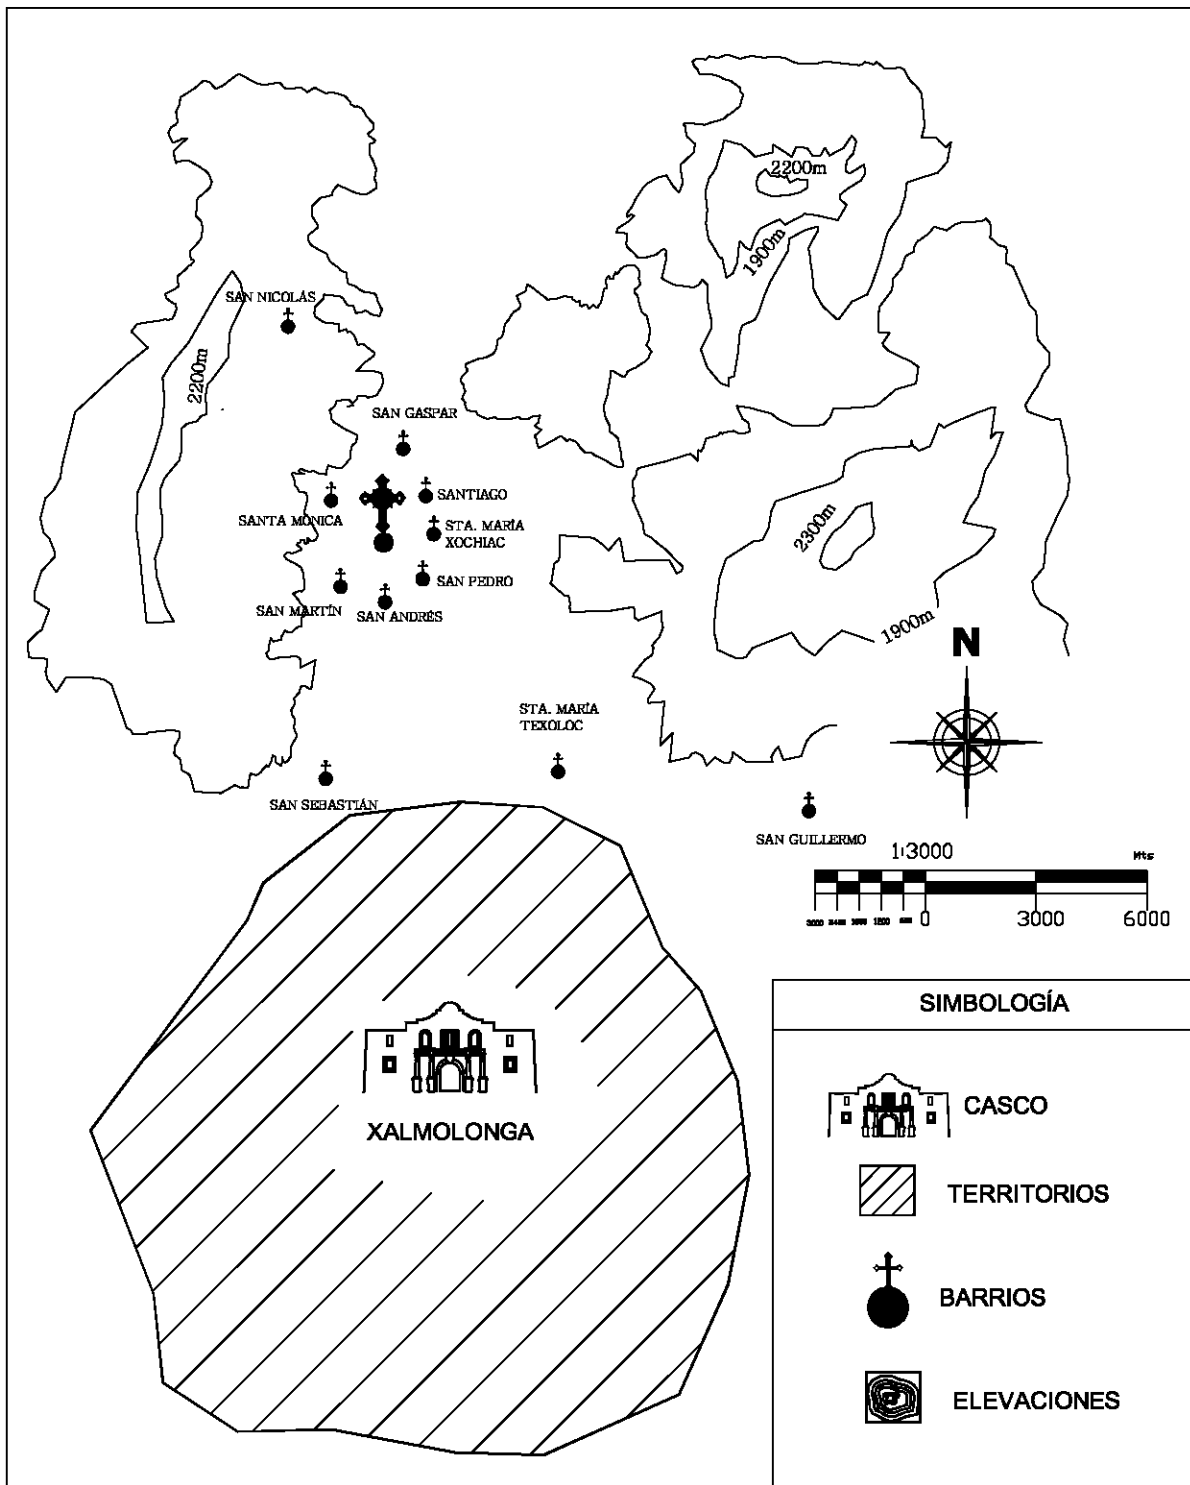 2200m
1900m
SAN NICOLÁS
2200m
SAN GASPAR
SANTIAGO
SANTA MÓNICA
STA. MARÍA
XOCHIAC
2300m
SAN PEDRO
SAN MARTÍN
SAN ANDRÉS
1900m
N
STA. MARÍA
TEXOLOC
SAN SEBASTIÁN
SAN GUILLERMO
1:3000
Mts
3000
0
3000
6000
XALMOLONGA
SIMBOLOGÍA
CASCO
TERRITORIOS
BARRIOS
ELEVACIONES